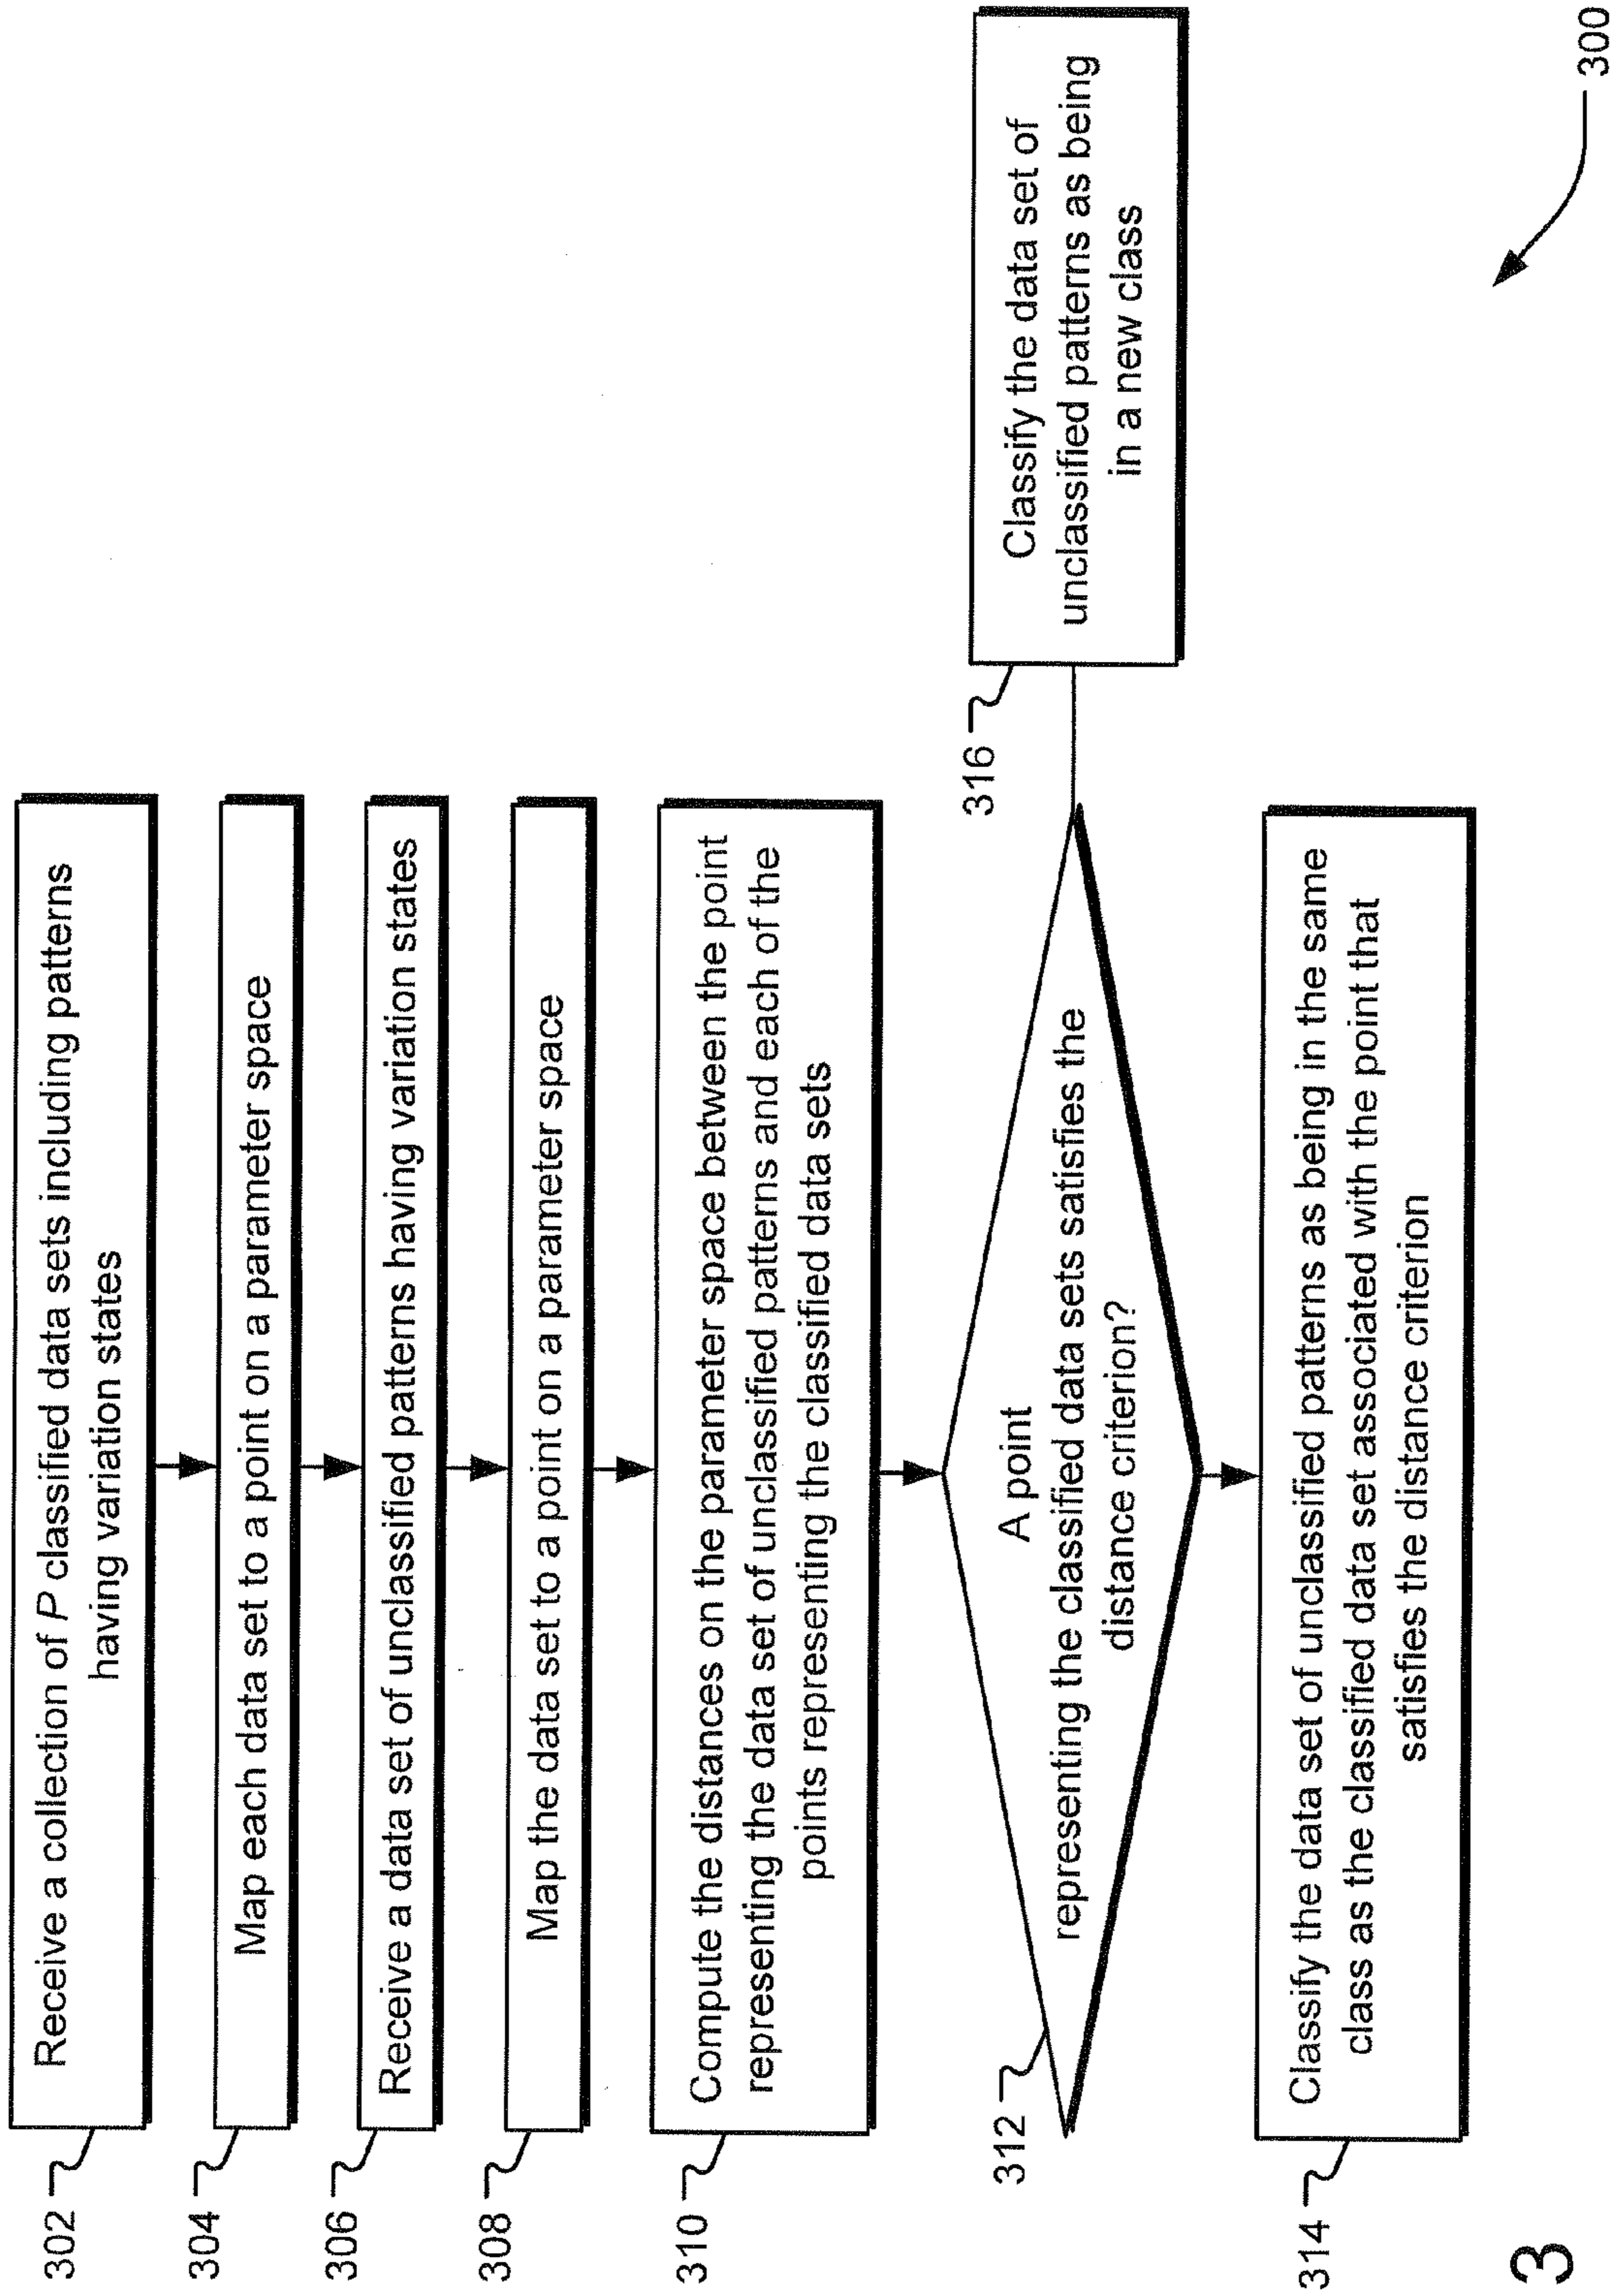 302
Receive a collection of P classified data sets including patterns
having variation states
304
Map each data set to a point on a parameter space
306
Receive a data set of unclassified patterns having variation states
308
Map the data set to a point on a parameter space
310
Compute the distances on the parameter space between the point
representing the data set of unclassified patterns and each of the
points representing the classified data sets
312
A point
representing the classified data sets satisfies the
distance criterion?
316
Classify the data set of
unclassified patterns as being
in a new class
314
Classify the data set of unclassified patterns as being in the same
class as the classified data set associated with the point that
satisfies the distance criterion
300
3